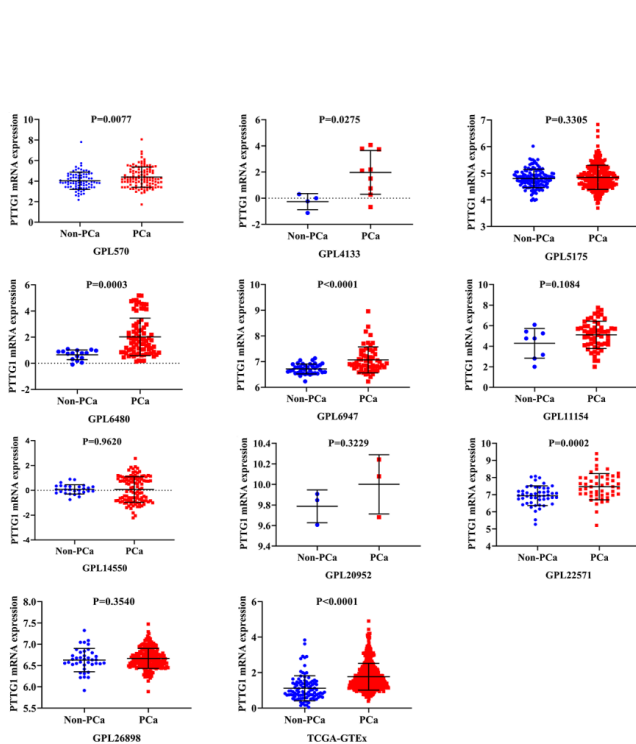 P=0.0077
PTTG1 mRNA expression
10
8
6
4
2
0
Non-PCa PCa
GPL570
P=0.0275
PTTG1 mRNA expression
6
4
2
0
-2
Non-PCa PCa
GPL4133
P=0.3305
PTTG1 mRNA expression
7
6
5
4
3
Non-PCa PCa
GPL5175
P=0.0003
PTTG1 mRNA expression
6
4
2
0
-2
Non-PCa PCa
GPL6480
P<0.0001
PTTG1 mRNA expression
10
9
8
7
6
Non-PCa PCa
GPL6947
P=0.1084
PTTG1 mRNA expression
10
8
6
4
2
0
Non-PCa PCa
GPL11154
P=0.9620
PTTG1 mRNA expression
4
2
0
-2
-4
Non-PCa PCa
GPL14550
P=0.3229
PTTG1 mRNA expression
10.4
10.2
10.0
9.8
9.6
9.4
Non-PCa PCa
GPL20952
P=0.0002
PTTG1 mRNA expression
10
9
8
7
6
5
4
Non-PCa PCa
GPL22571
P=0.3540
PTTG1 mRNA expression
8.0
7.5
7.0
6.5
6.0
5.5
Non-PCa PCa
GPL26898
P<0.0001
PTTG1 mRNA expression
6
4
2
0
Non-PCa PCa
TCGA-GTEx